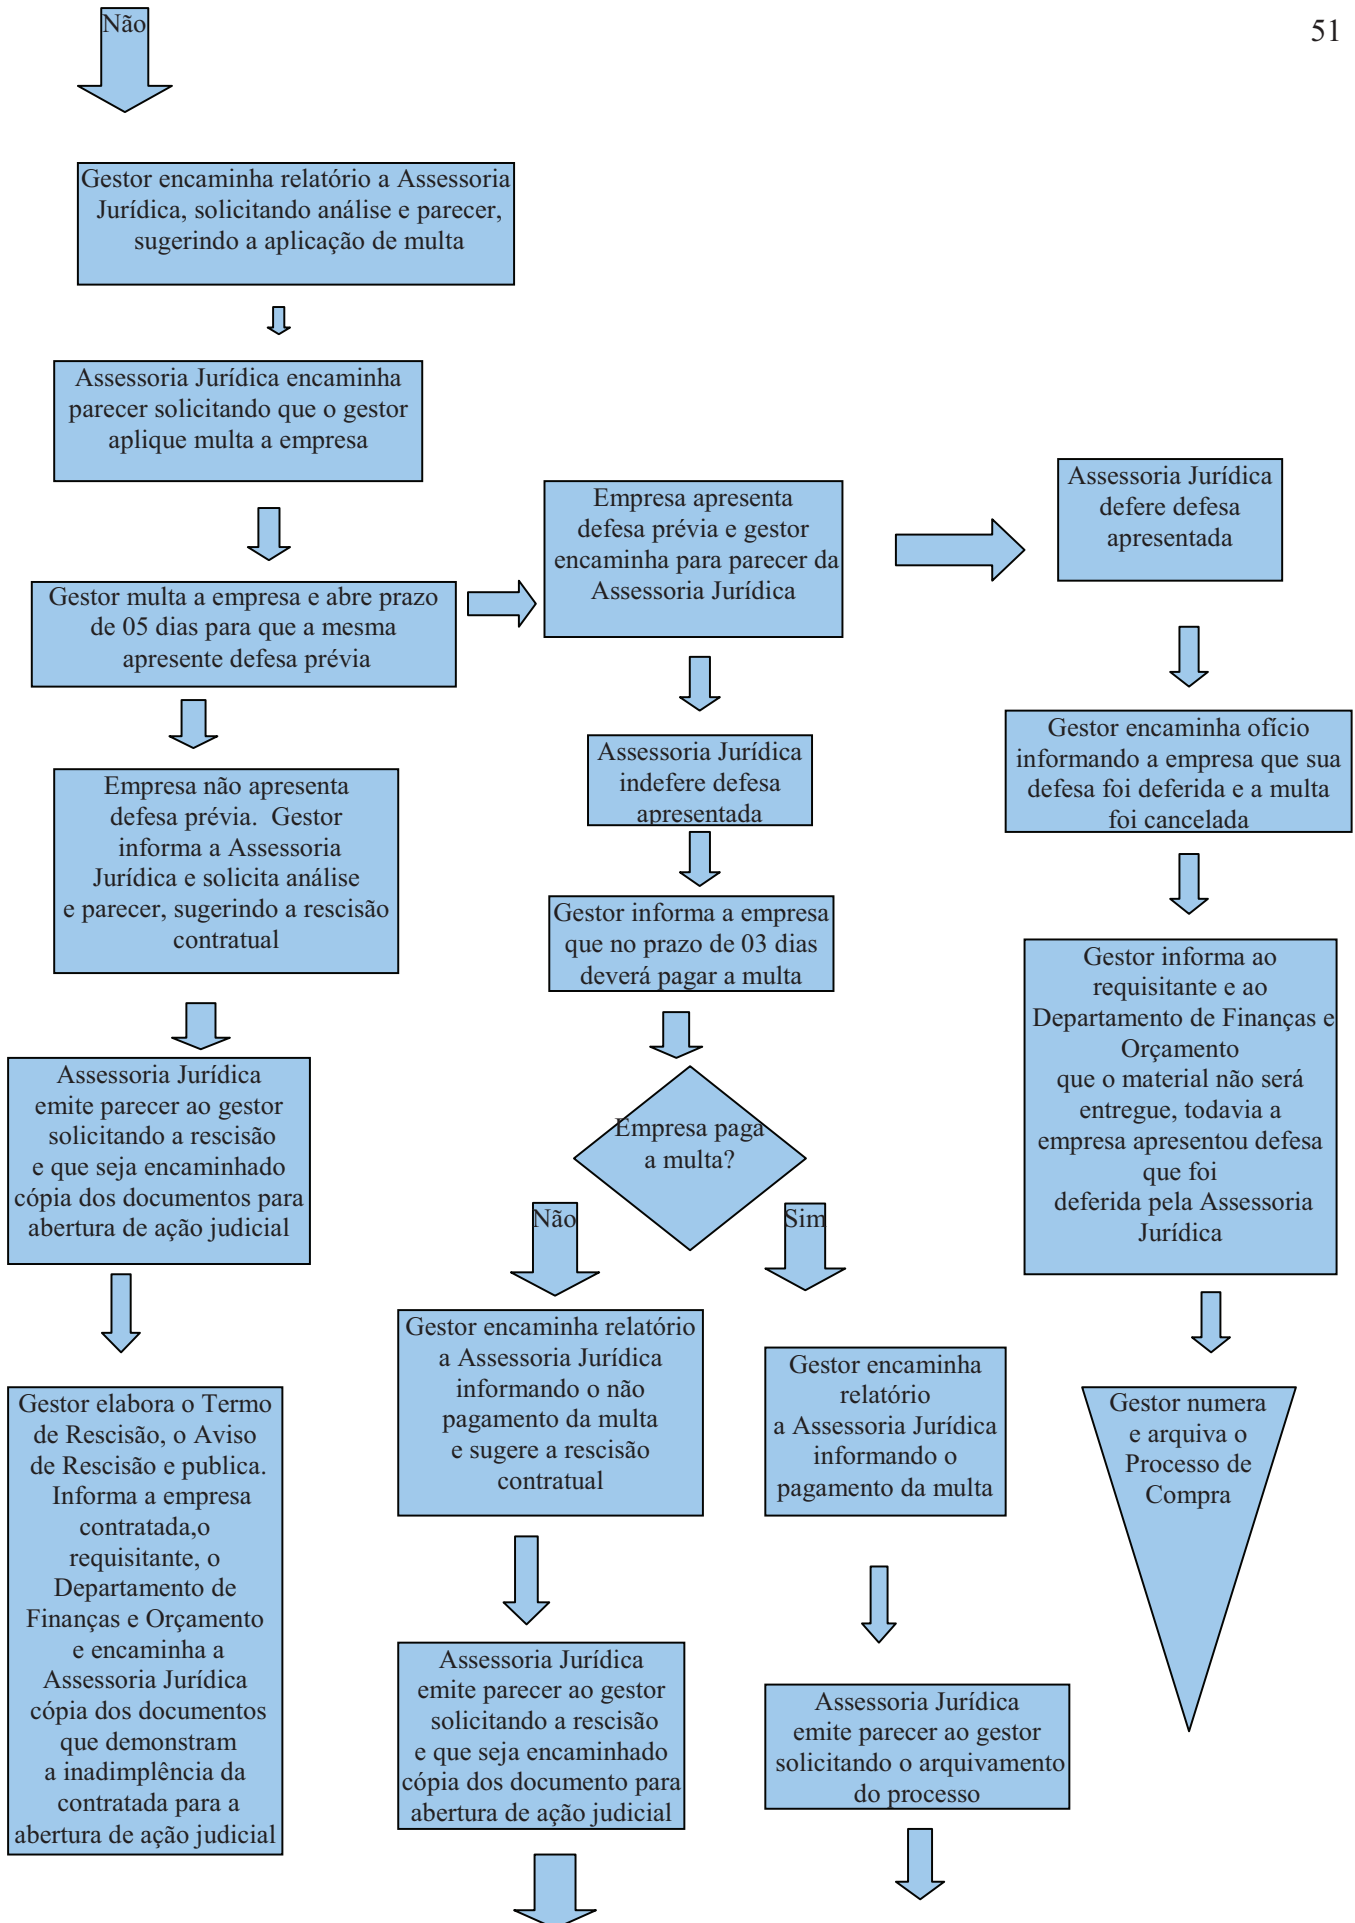 51
Não
Gestor encaminha relatório a Assessoria
Jurídica, solicitando análise e parecer,
sugerindo a aplicação de multa
Assessoria Jurídica encaminha
parecer solicitando que o gestor
aplique multa a empresa
Gestor multa a empresa e abre prazo
de 05 dias para que a mesma
apresente defesa prévia
Empresa não apresenta
defesa prévia.  Gestor
informa a Assessoria
Jurídica e solicita análise
e parecer, sugerindo a rescisão
contratual
Assessoria Jurídica
emite parecer ao gestor
solicitando a rescisão
e que seja encaminhado
cópia dos documentos para
abertura de ação judicial
Gestor elabora o Termo
de Rescisão, o Aviso
de Rescisão e publica.
Informa a empresa
contratada,o
requisitante, o
Departamento de
Finanças e Orçamento
e encaminha a
Assessoria Jurídica
cópia dos documentos
que demonstram
a inadimplência da
contratada para a
abertura de ação judicial
Empresa apresenta
defesa prévia e gestor
encaminha para parecer da
Assessoria Jurídica
Assessoria Jurídica
indefere defesa
apresentada
Gestor informa a empresa
que no prazo de 03 dias
deverá pagar a multa
Empresa paga
a multa?
Não
Gestor encaminha relatório
a Assessoria Jurídica
informando o não
pagamento da multa
e sugere a rescisão
contratual
Assessoria Jurídica
emite parecer ao gestor
solicitando a rescisão
e que seja encaminhado
cópia dos documento para
abertura de ação judicial
Sim
Gestor encaminha
relatório
a Assessoria Jurídica
informando o
pagamento da multa
Assessoria Jurídica
emite parecer ao gestor
solicitando o arquivamento
do processo
Assessoria Jurídica
defere defesa
apresentada
Gestor encaminha ofício
informando a empresa que sua
defesa foi deferida e a multa
foi cancelada
Gestor informa ao
requisitante e ao
Departamento de Finanças e
Orçamento
que o material não será
entregue, todavia a
empresa apresentou defesa
que foi
deferida pela Assessoria
Jurídica
Gestor numera
e arquiva o
Processo de
Compra